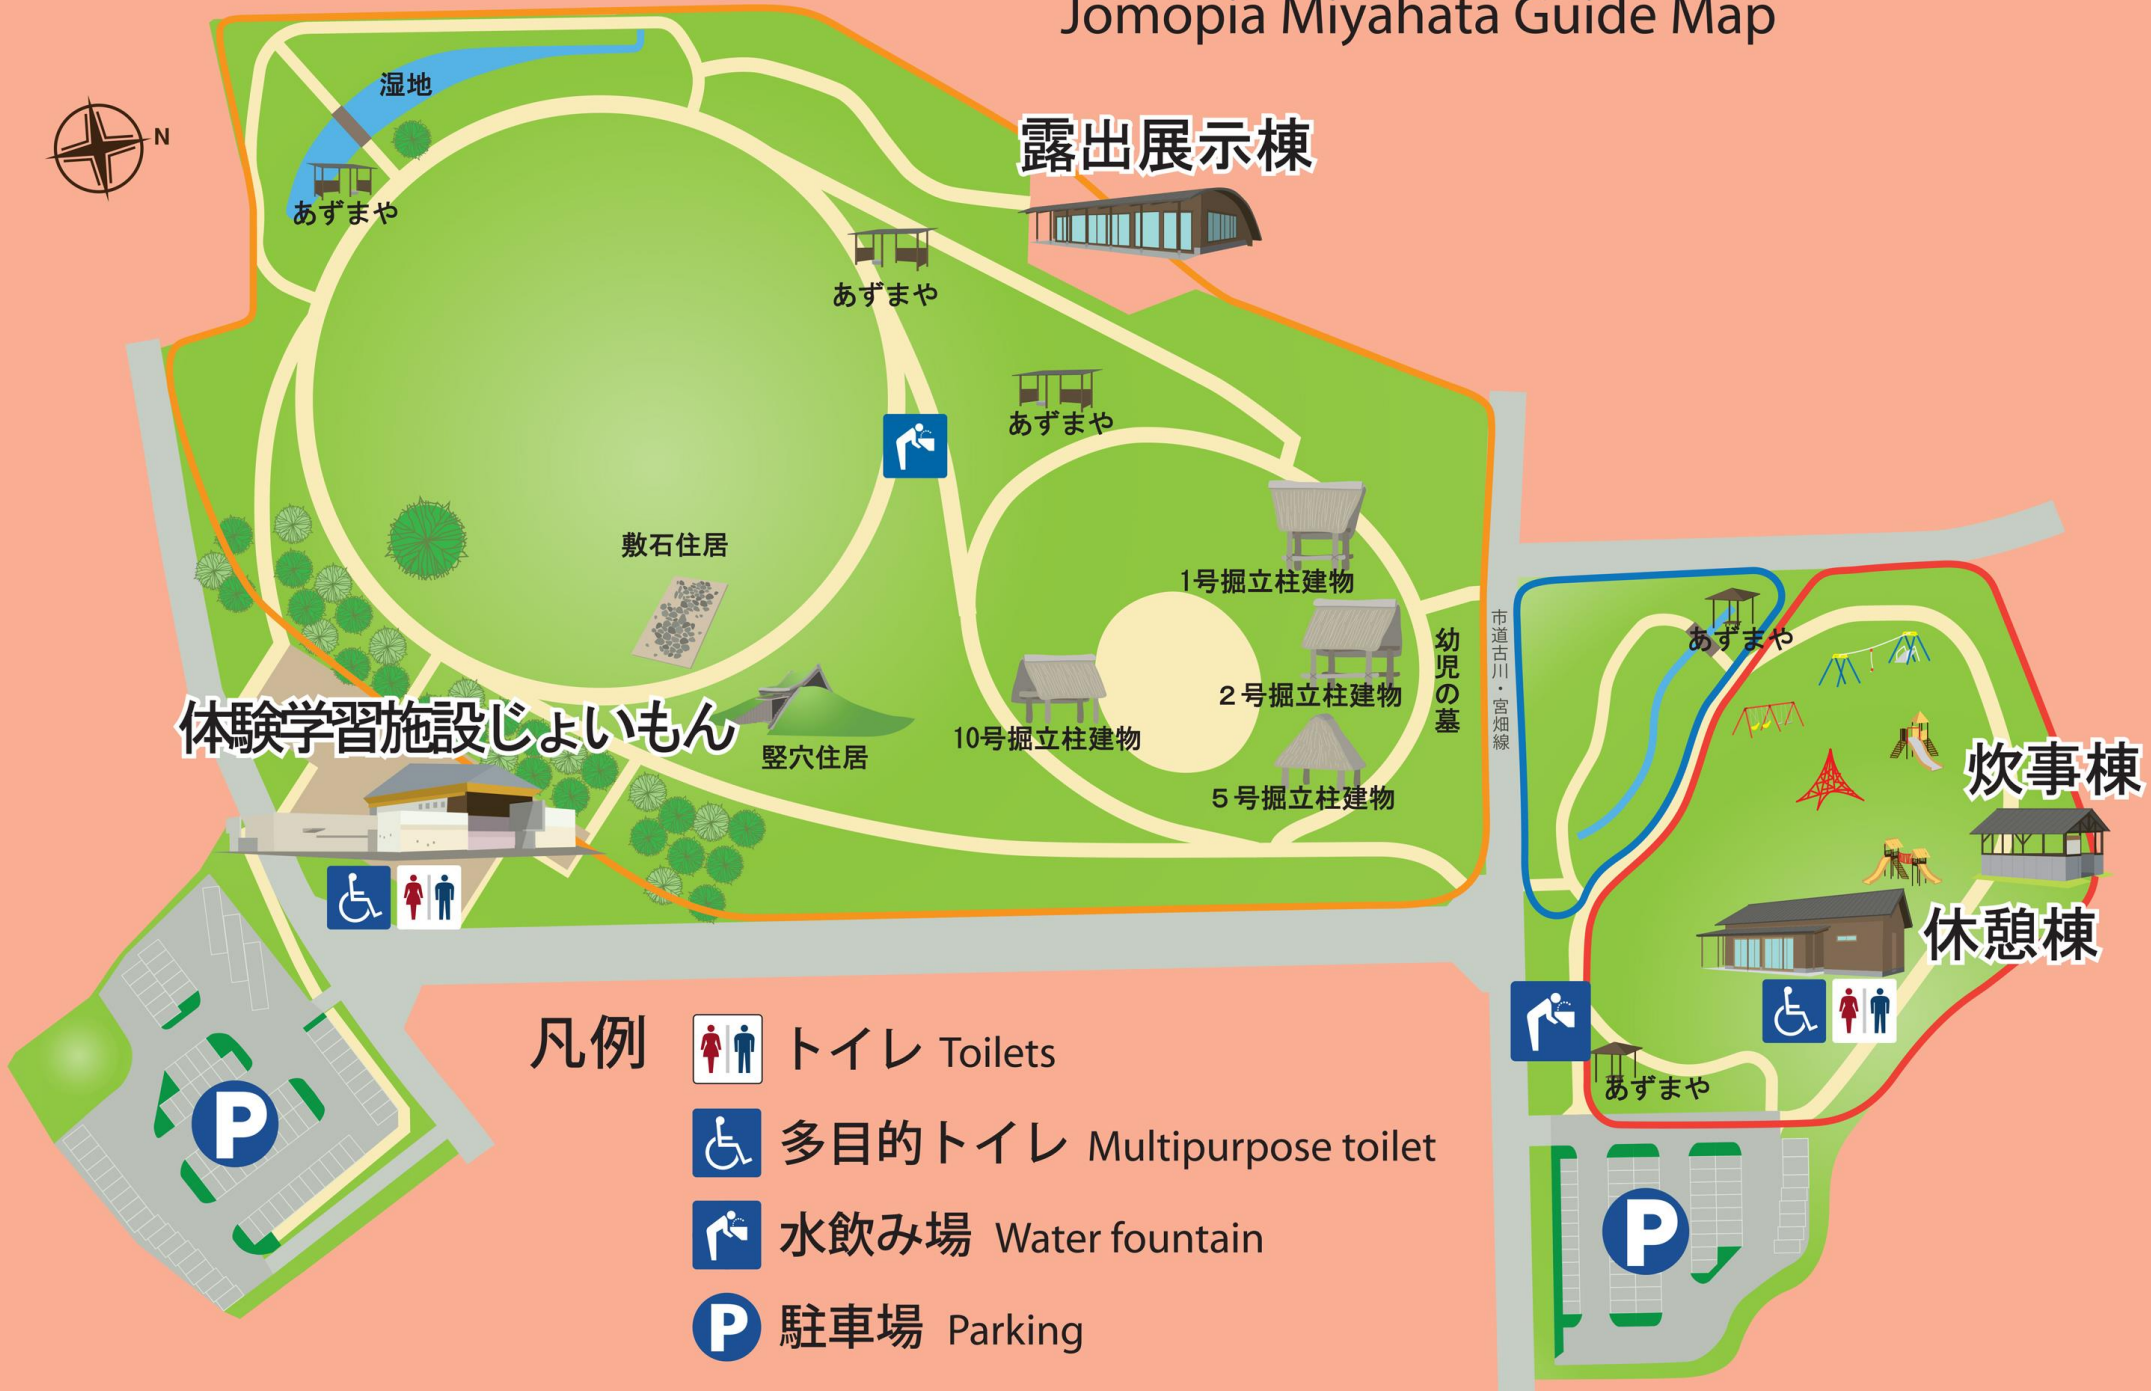 Jomopia Miyahata Guide Map
N
湿地
露出展示棟
あずまや
あずまや
あずまや
敷石住居
1号掘立柱建物
市道古川・宮畑線
幼児の墓
あずまや
2号掘立柱建物
体験学習施設じょいもん
10号掘立柱建物
竪穴住居
炊事棟
5号掘立柱建物
休憩棟
凡例
トイレ Toilets
あずまや
P
多目的トイレ Multipurpose toilet
水飲み場 Water fountain
P
P
駐車場 Parking